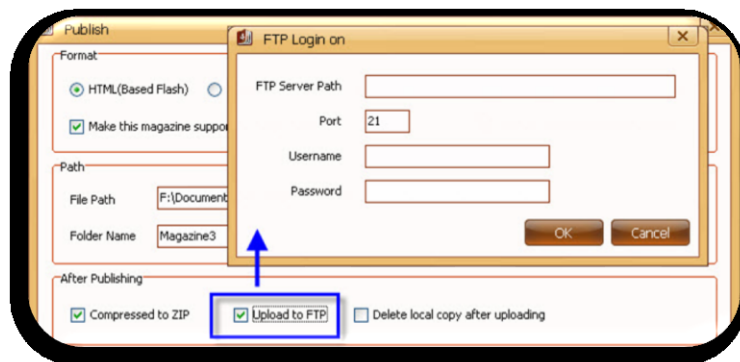 Publish
FTP Login on
Format
HTML(Based Flash)
Make this magazine suppor
FTP Server Path
Port 21
Username
Password
OK Cancel
Path
File Path F:\Document
Folder Name Magazine3
After Publishing
Compressed to ZIP Upload to FTP Delete local copy after uploading